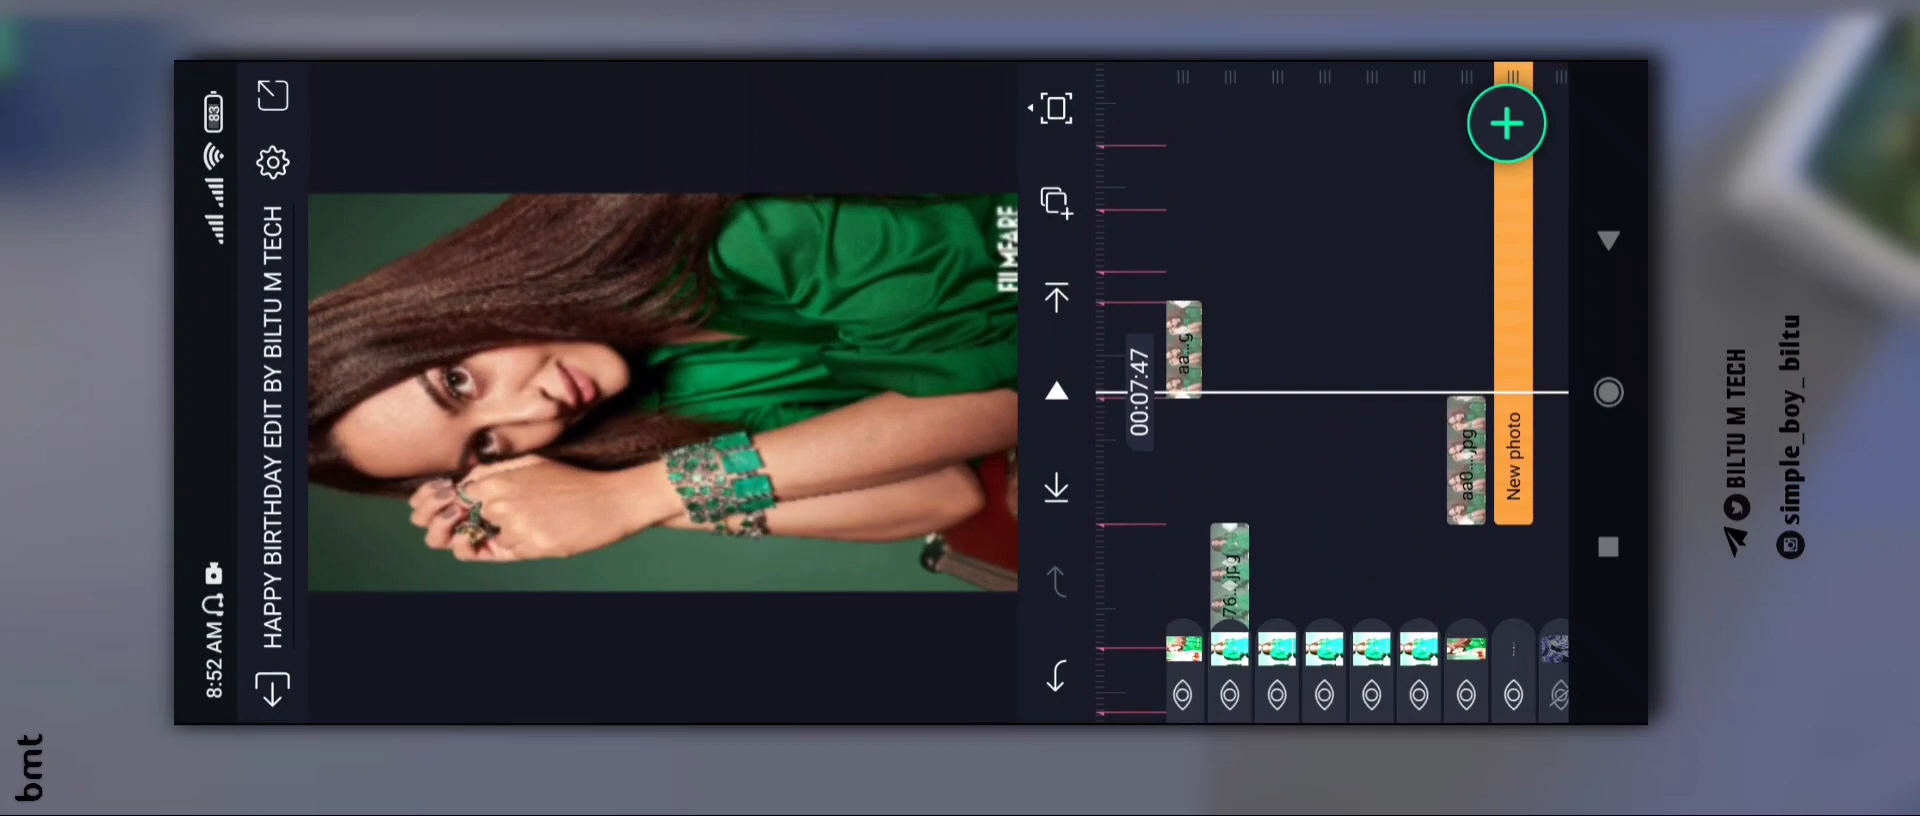 8:52 AM
83
HAPPY BIRTHDAY EDIT BY BILTU M TECH
FILMFARE
00:07:47
aa...g
76...jpg
aa0...jpg
New photo
BILTU M TECH
simple_boy_biltu
bmt